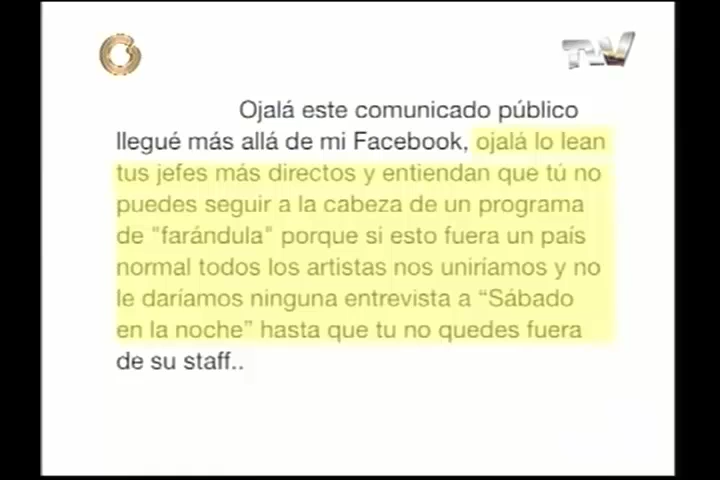 TVV
Ojalá este comunicado público
llegué más allá de mi Facebook, ojalá lo lean
tus jefes más directos y entiendan que tú no
puedes seguir a la cabeza de un programa
de "farándula" porque si esto fuera un país
normal todos los artistas nos uniríamos y no
le daríamos ninguna entrevista a “Sábado
en la noche” hasta que tu no quedes fuera
de su staff..